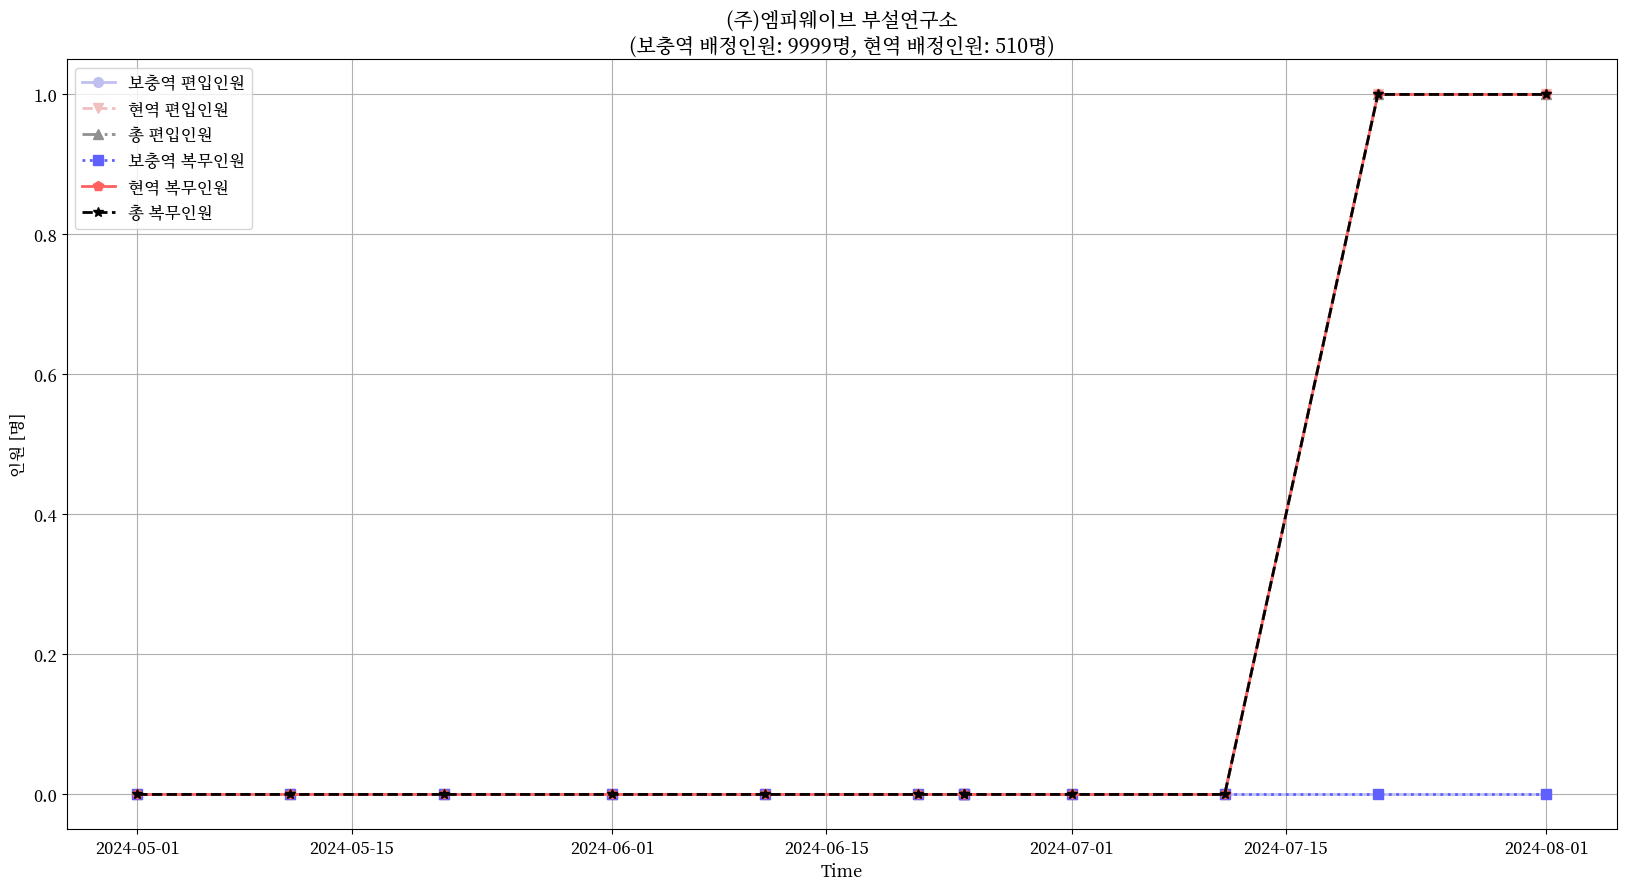 (주)엠피웨이브 부설연구소
(보충역 배정인원: 9999명, 현역 배정인원: 510명)
보충역 편입인원
현역 편입인원
총 편입인원
보충역 복무인원
현역 복무인원
총 복무인원
1.0
0.8
0.6
0.4
0.2
0.0
인원 [명]
2024-05-01 2024-05-15 2024-06-01 2024-06-15 2024-07-01 2024-07-15 2024-08-01
Time